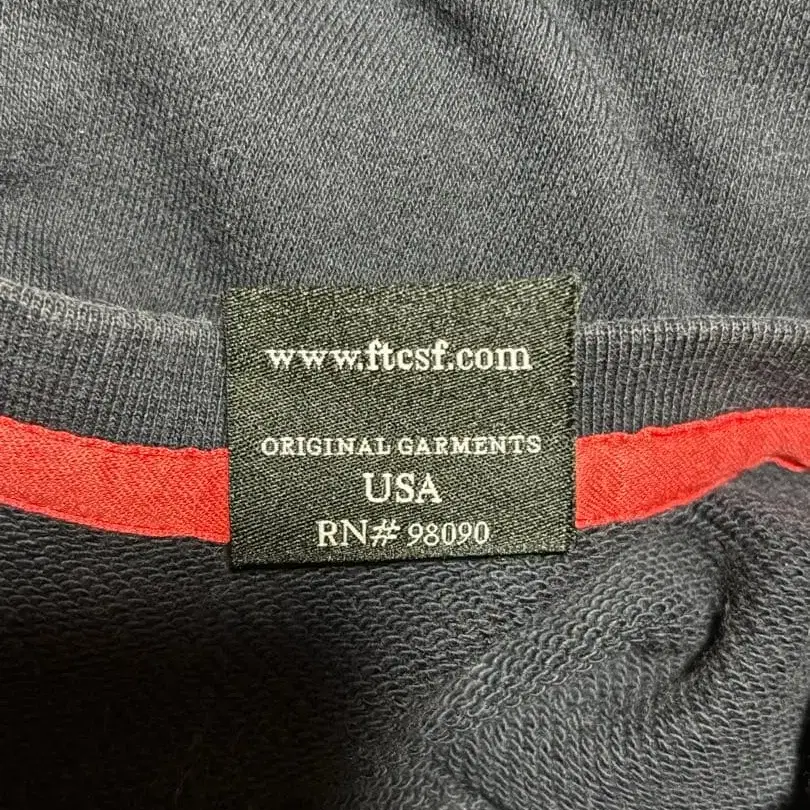 www.ftcsf.com
ORIGINAL GARMENTS
USA
RN# 98090